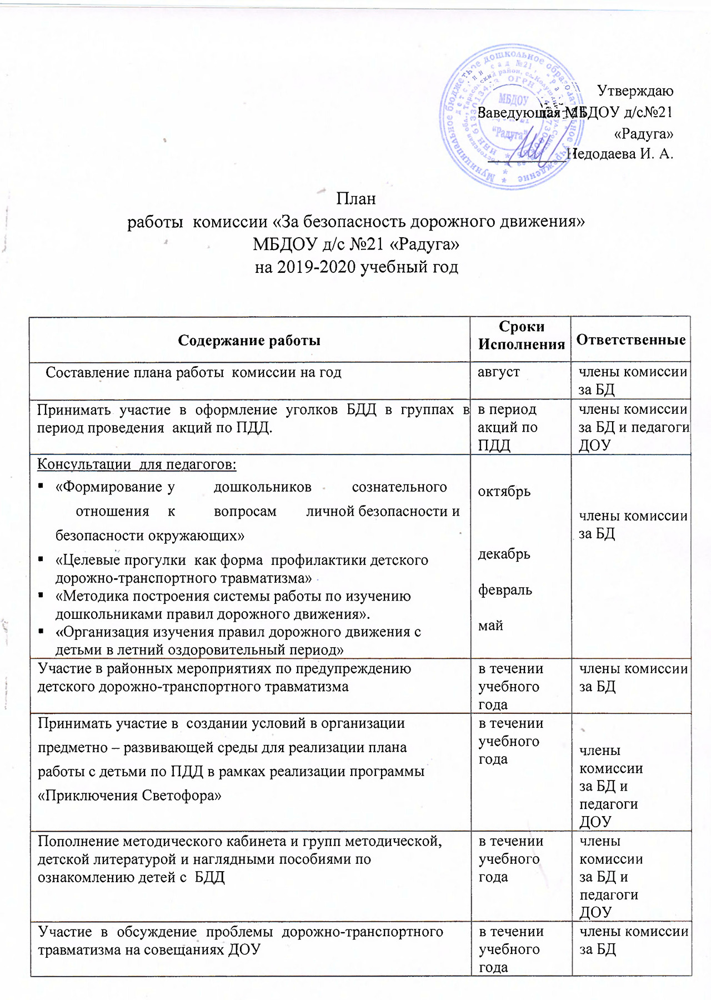 Утверждаю
Заведующая МБДОУ д/с№21
«Радуга»
Недодаева И. А.
МБДОУ
«Радуга»
План
работы комиссии «За безопасность дорожного движения»
МБДОУ д/с №21 «Радуга»
на 2019-2020 учебный год
Содержание работы
Сроки
Исполнения
Ответственные
Составление плана работы комиссии на год
август
члены комиссии
за БД
Принимать участие в оформление уголков БДД в группах в
период проведения акций по ПДД.
в период
акций по
ПДД
члены комиссии
за БД и педагоги
ДОУ
Консультации для педагогов:
▪ «Формирование у дошкольников сознательного
отношения к вопросам личной безопасности и
безопасности окружающих»
▪ «Целевые прогулки как форма профилактики детского
дорожно-транспортного травматизма»
▪ «Методика построения системы работы по изучению
дошкольниками правил дорожного движения».
▪ «Организация изучения правил дорожного движения с
детьми в летний оздоровительный период»
октябрь
декабрь
февраль
май
члены комиссии
за БД
Участие в районных мероприятиях по предупреждению
детского дорожно-транспортного травматизма
в течении
учебного
года
члены комиссии
за БД
Принимать участие в создании условий в организации
предметно – развивающей среды для реализации плана
работы с детьми по ПДД в рамках реализации программы
«Приключения Светофора»
в течении
учебного
года
члены
комиссии
за БД и
педагоги
ДОУ
Пополнение методического кабинета и групп методической,
детской литературой и наглядными пособиями по
ознакомлению детей с БДД
в течении
учебного
года
члены
комиссии
за БД и
педагоги
ДОУ
Участие в обсуждение проблемы дорожно-транспортного
травматизма на совещаниях ДОУ
в течении
учебного
года
члены комиссии
за БД